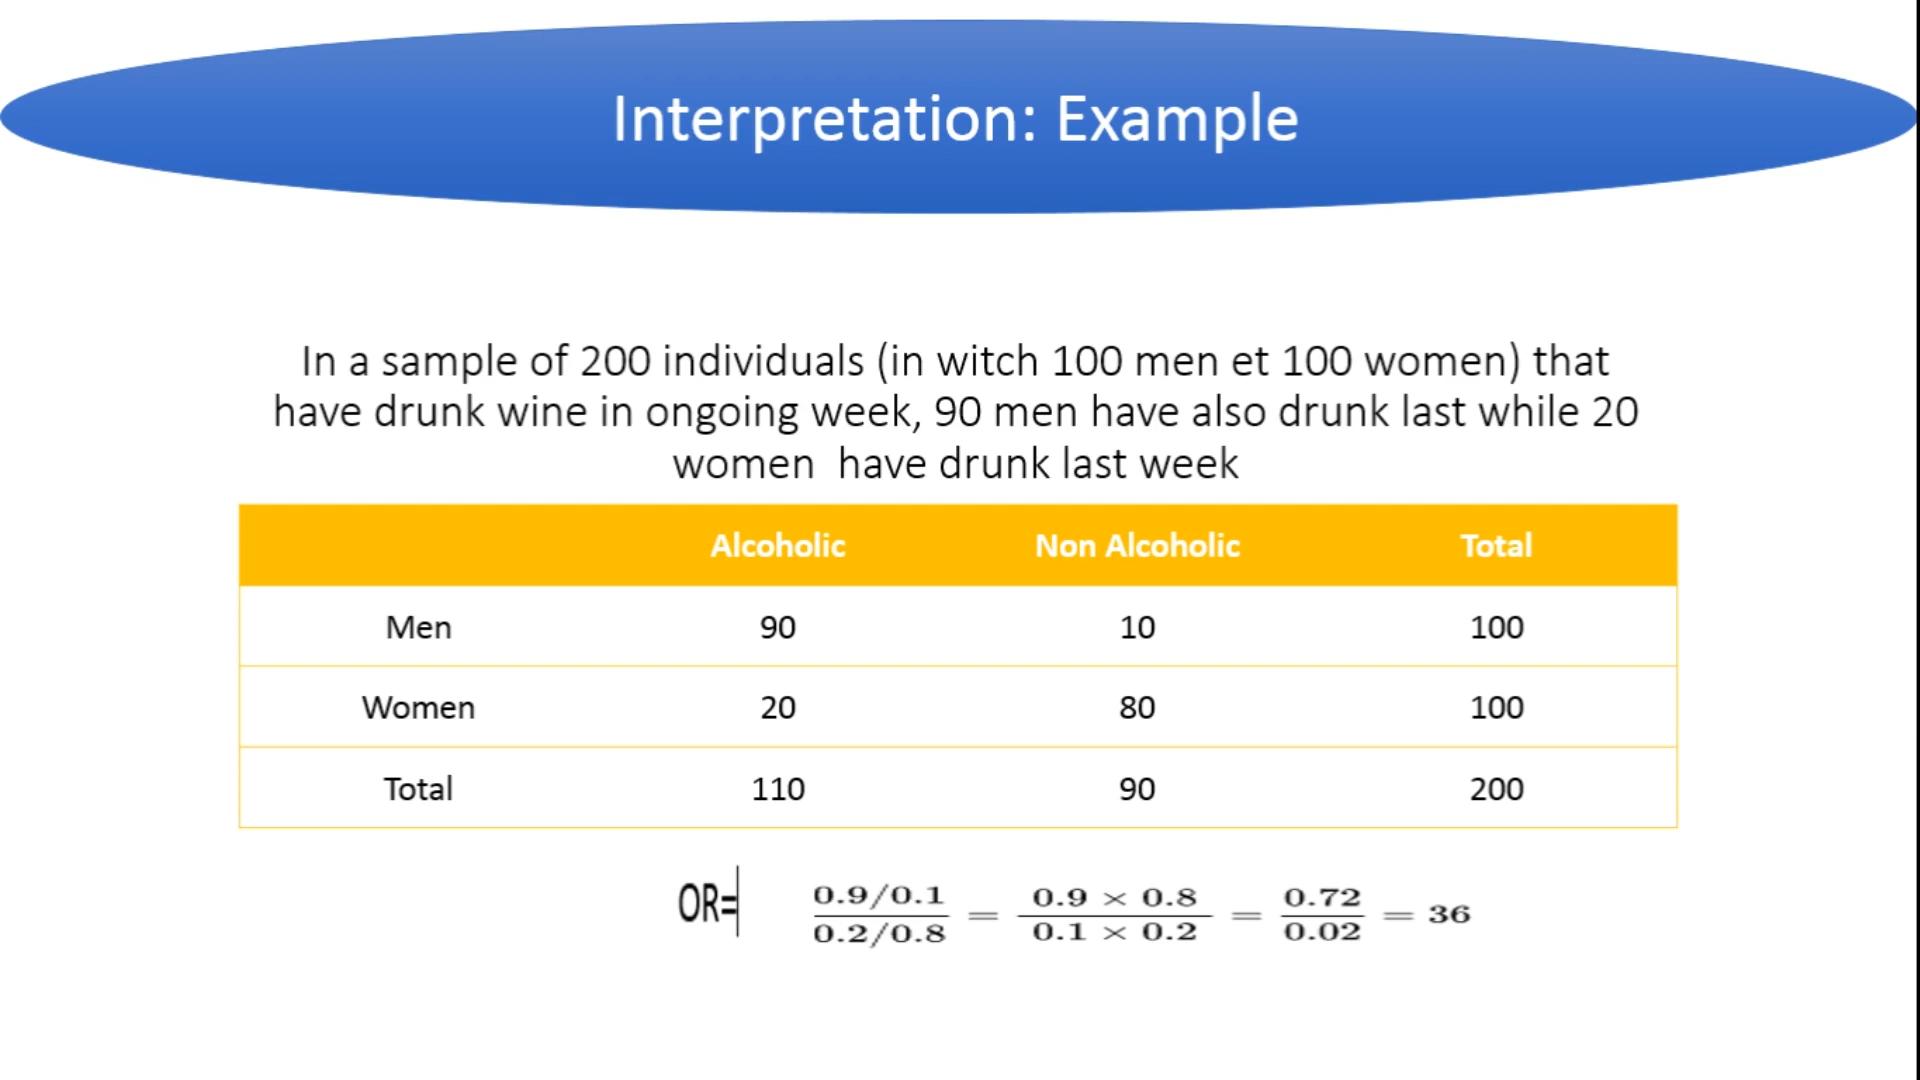 Interpretation: Example
In a sample of 200 individuals (in witch 100 men et 100 women) that
have drunk wine in ongoing week, 90 men have also drunk last while 20
women have drunk last week
Alcoholic Non Alcoholic Total
Men 90 10 100
Women 20 80 100
Total 110 90 200
OR= 0.9/0.1 / 0.2/0.8 = 0.9 × 0.8 / 0.1 × 0.2 = 0.72 / 0.02 = 36